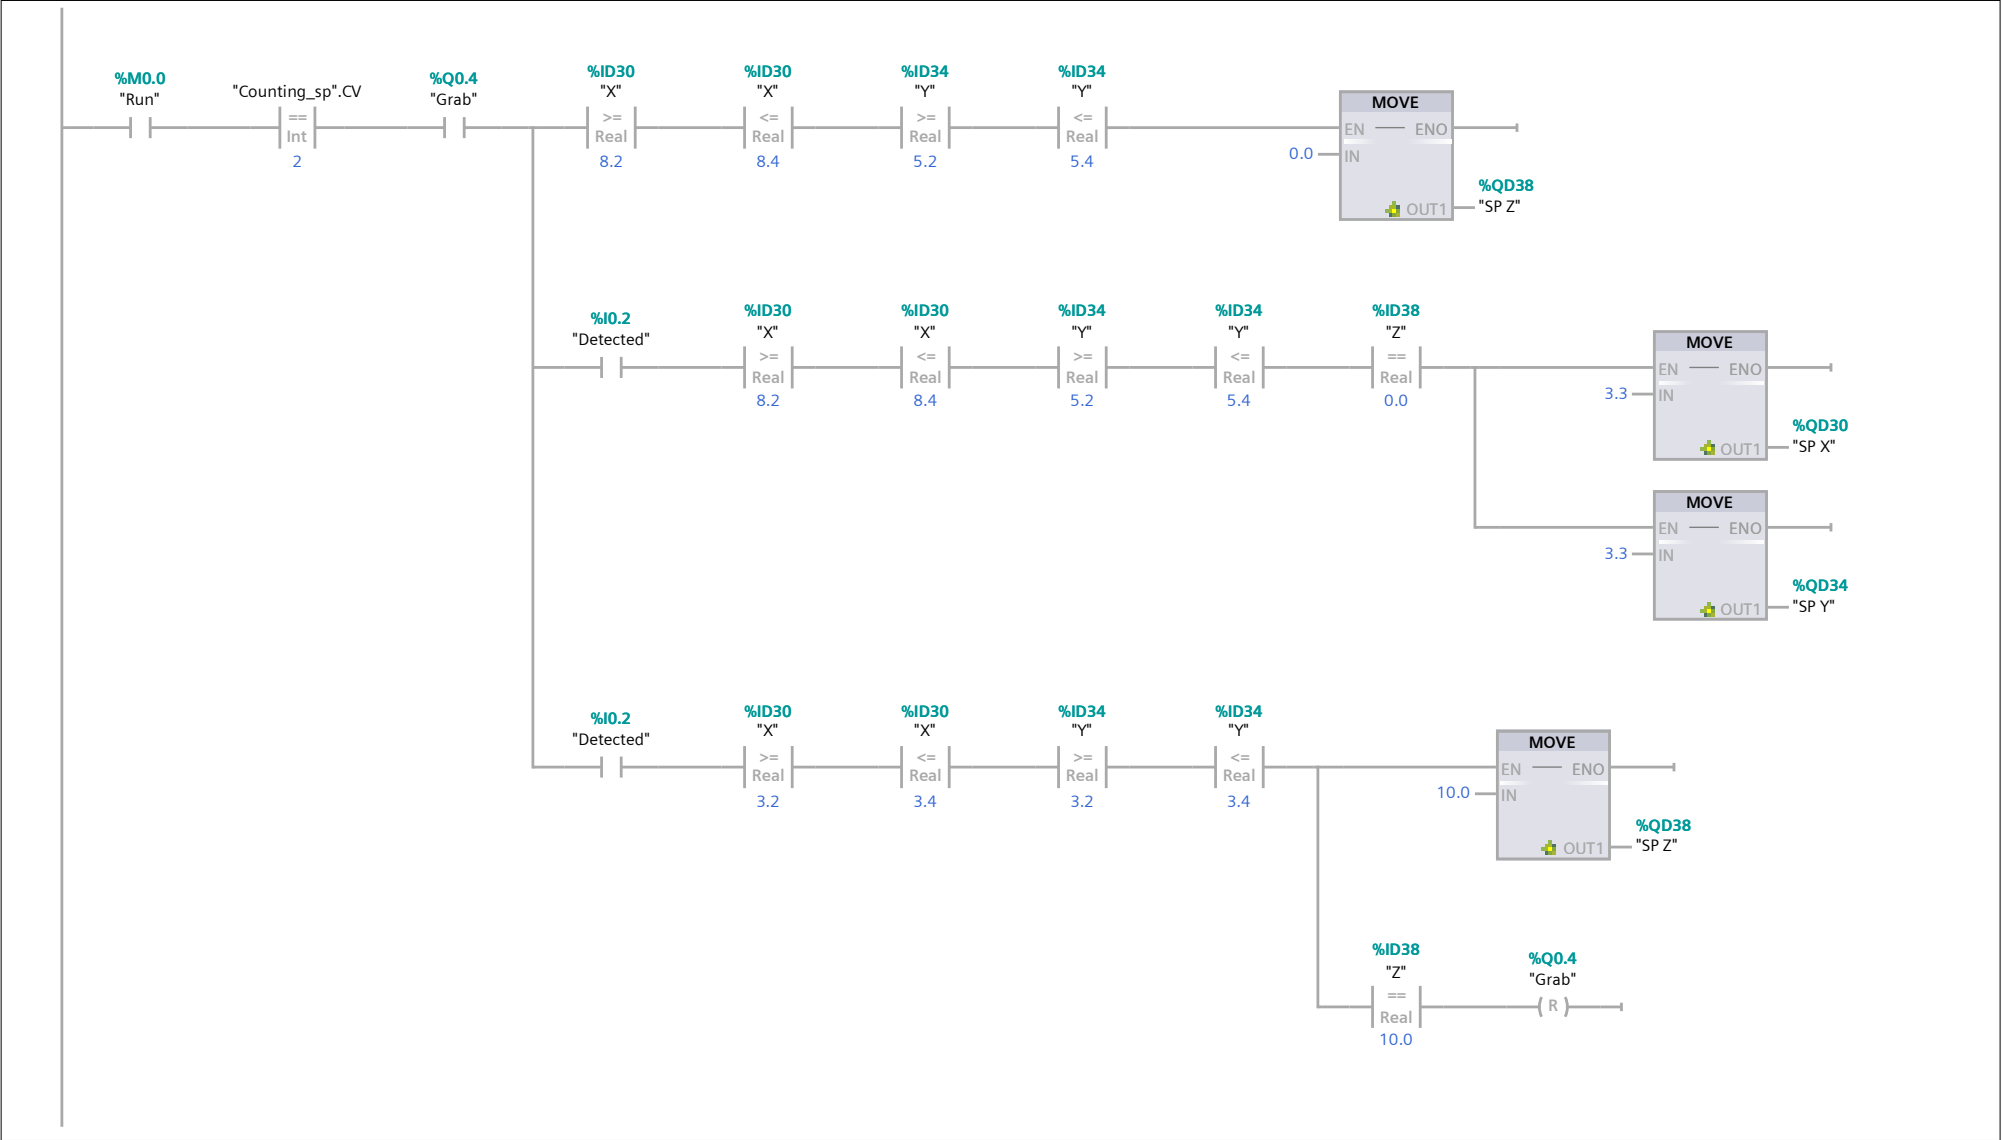 %M0.0
"Run"
"Counting_sp".CV
==
Int
2
%Q0.4
"Grab"
%ID30
"X"
>=
Real
8.2
%ID30
"X"
<=
Real
8.4
%ID34
"Y"
>=
Real
5.2
%ID34
"Y"
<=
Real
5.4
MOVE
EN ENO
0.0 IN
%QD38
OUT1 "SP Z"
%I0.2
"Detected"
%ID30
"X"
>=
Real
8.2
%ID30
"X"
<=
Real
8.4
%ID34
"Y"
>=
Real
5.2
%ID34
"Y"
<=
Real
5.4
%ID38
"Z"
==
Real
0.0
MOVE
EN ENO
3.3 IN
%QD30
OUT1 "SP X"
MOVE
EN ENO
3.3 IN
%QD34
OUT1 "SP Y"
%I0.2
"Detected"
%ID30
"X"
>=
Real
3.2
%ID30
"X"
<=
Real
3.4
%ID34
"Y"
>=
Real
3.2
%ID34
"Y"
<=
Real
3.4
MOVE
EN ENO
10.0 IN
%QD38
OUT1 "SP Z"
%ID38
"Z"
==
Real
10.0
%Q0.4
"Grab"
R